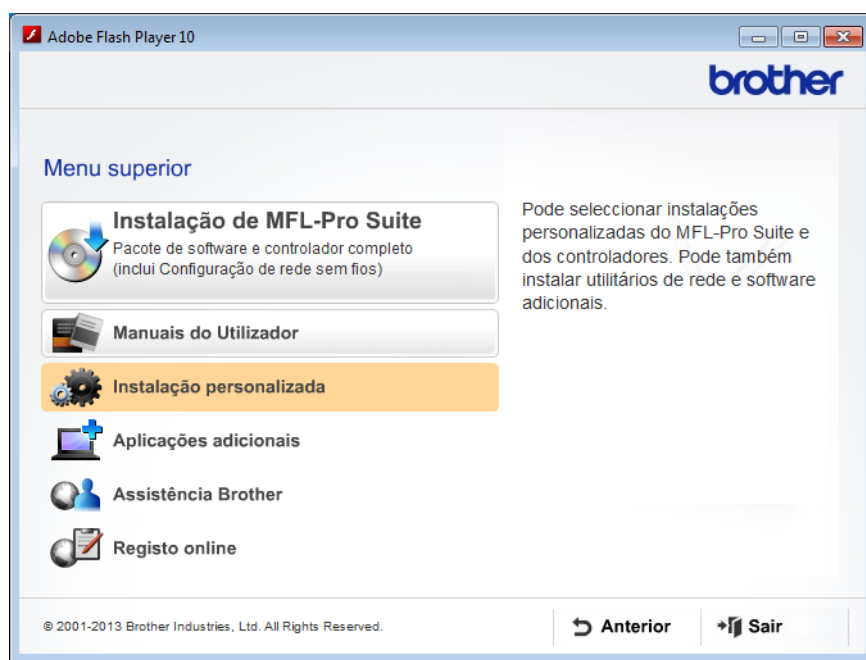 Adobe Flash Player 10
brother
Menu superior
Instalação de MFL-Pro Suite
Pacote de software e controlador completo
(inclui Configuração de rede sem fios)
Manuais do Utilizador
Instalação personalizada
Aplicações adicionais
Assistência Brother
Registo online
Pode seleccionar instalações
personalizadas do MFL-Pro Suite e
dos controladores. Pode também
instalar utilitários de rede e software
adicionais.
© 2001-2013 Brother Industries, Ltd. All Rights Reserved.
Anterior
Sair